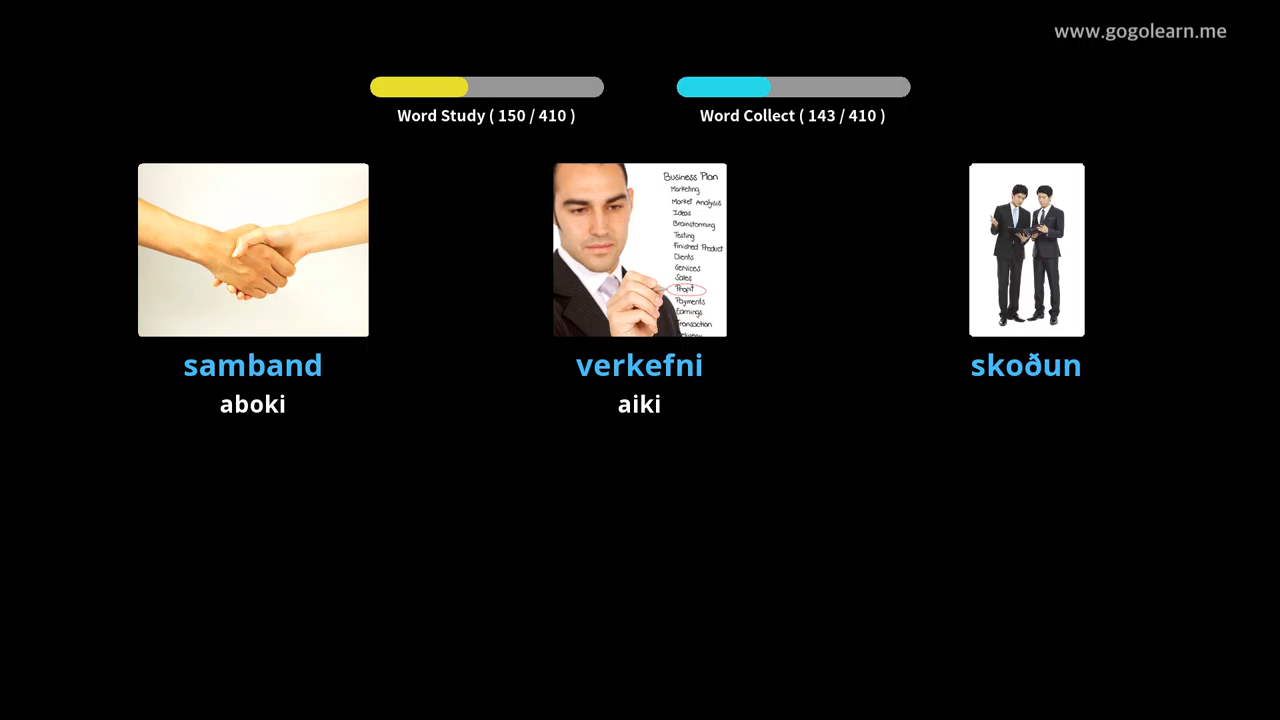 www.gogolearn.me
Word Study ( 150 / 410 )
Word Collect ( 143 / 410 )
Business Plan
Marketing
Market Analysis
Ideas
Brainstorming
Testing
Finished Product
Clients
Services
Sales
Profit
Payments
Earnings
Transaction
samband
verkefni
skoðun
aboki
aiki